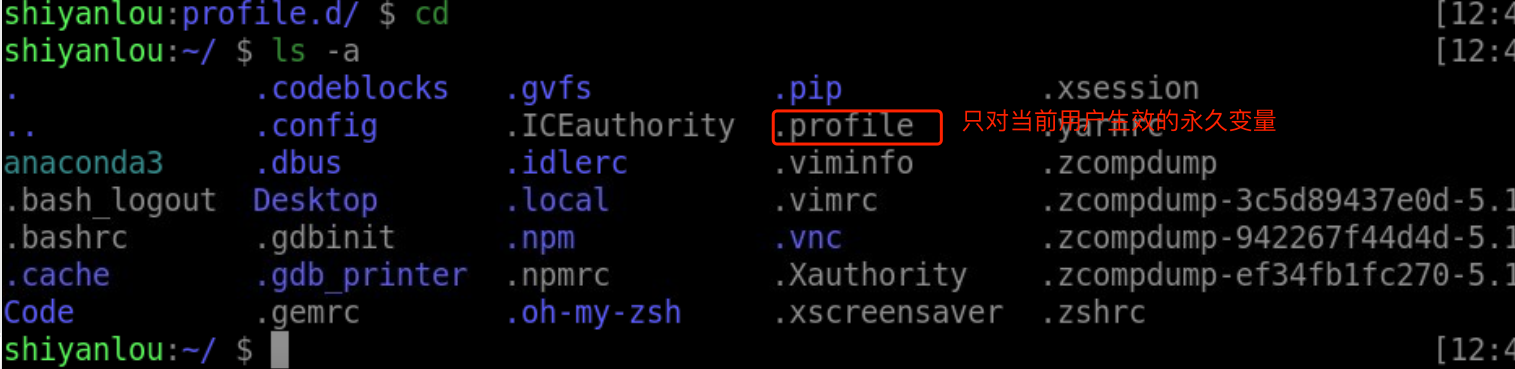 shiyanlou:profile.d/ $ cd [12:4
shiyanlou:~/ $ ls -a [12:4
. .codeblocks .gvfs .pip .xsession
.. .config .ICEauthority .profile .yarnrc 只对当前用户生效的永久变量
anaconda3 .dbus .idlerc .viminfo .zcompdump
.bash_logout Desktop .local .vimrc .zcompdump-3c5d89437e0d-5.1
.bashrc .gdbinit .npm .vnc .zcompdump-942267f44d4d-5.1
.cache .gdb_printer .npmrc .Xauthority .zcompdump-ef34fb1fc270-5.1
Code .gemrc .oh-my-zsh .xscreensaver .zshrc
shiyanlou:~/ $ [12:4